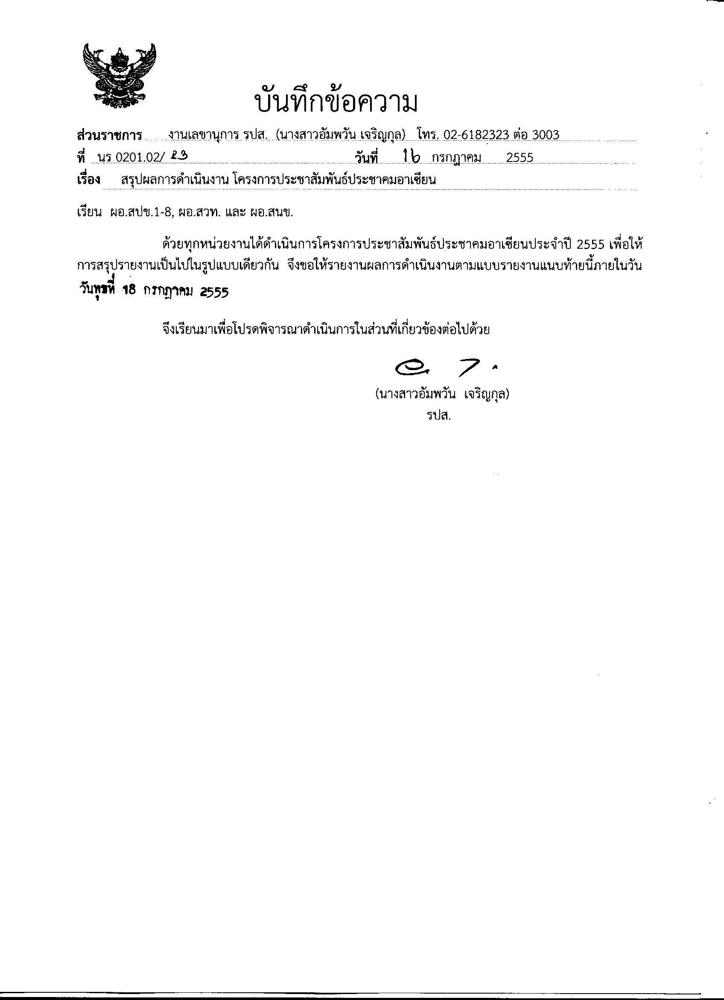 บันทึกข้อความ
ส่วนราชการ งานเลขานุการ รปส. (นางสาวอัมพวัน เจริญกุล) โทร. 02-6182323 ต่อ 3003
ที่ นร 0201.02/ 23 วันที่ 16 กรกฎาคม 2555
เรื่อง สรุปผลการดำเนินงาน โครงการประชาสัมพันธ์ประชาคมอาเซียน
เรียน ผอ.สปข.1-8, ผอ.สวท. และ ผอ.สนข.
ด้วยทุกหน่วยงานได้ดำเนินการโครงการประชาสัมพันธ์ประชาคมอาเซียนประจำปี 2555 เพื่อให้
การสรุปรายงานเป็นไปในรูปแบบเดียวกัน จึงขอให้รายงานผลการดำเนินงานตามแบบรายงานแนบท้ายนี้ภายในวัน
วันพุธที่ 18 กรกฎาคม 2555
จึงเรียนมาเพื่อโปรดพิจารณาดำเนินการในส่วนที่เกี่ยวข้องต่อไปด้วย
(นางสาวอัมพวัน เจริญกุล)
รปส.